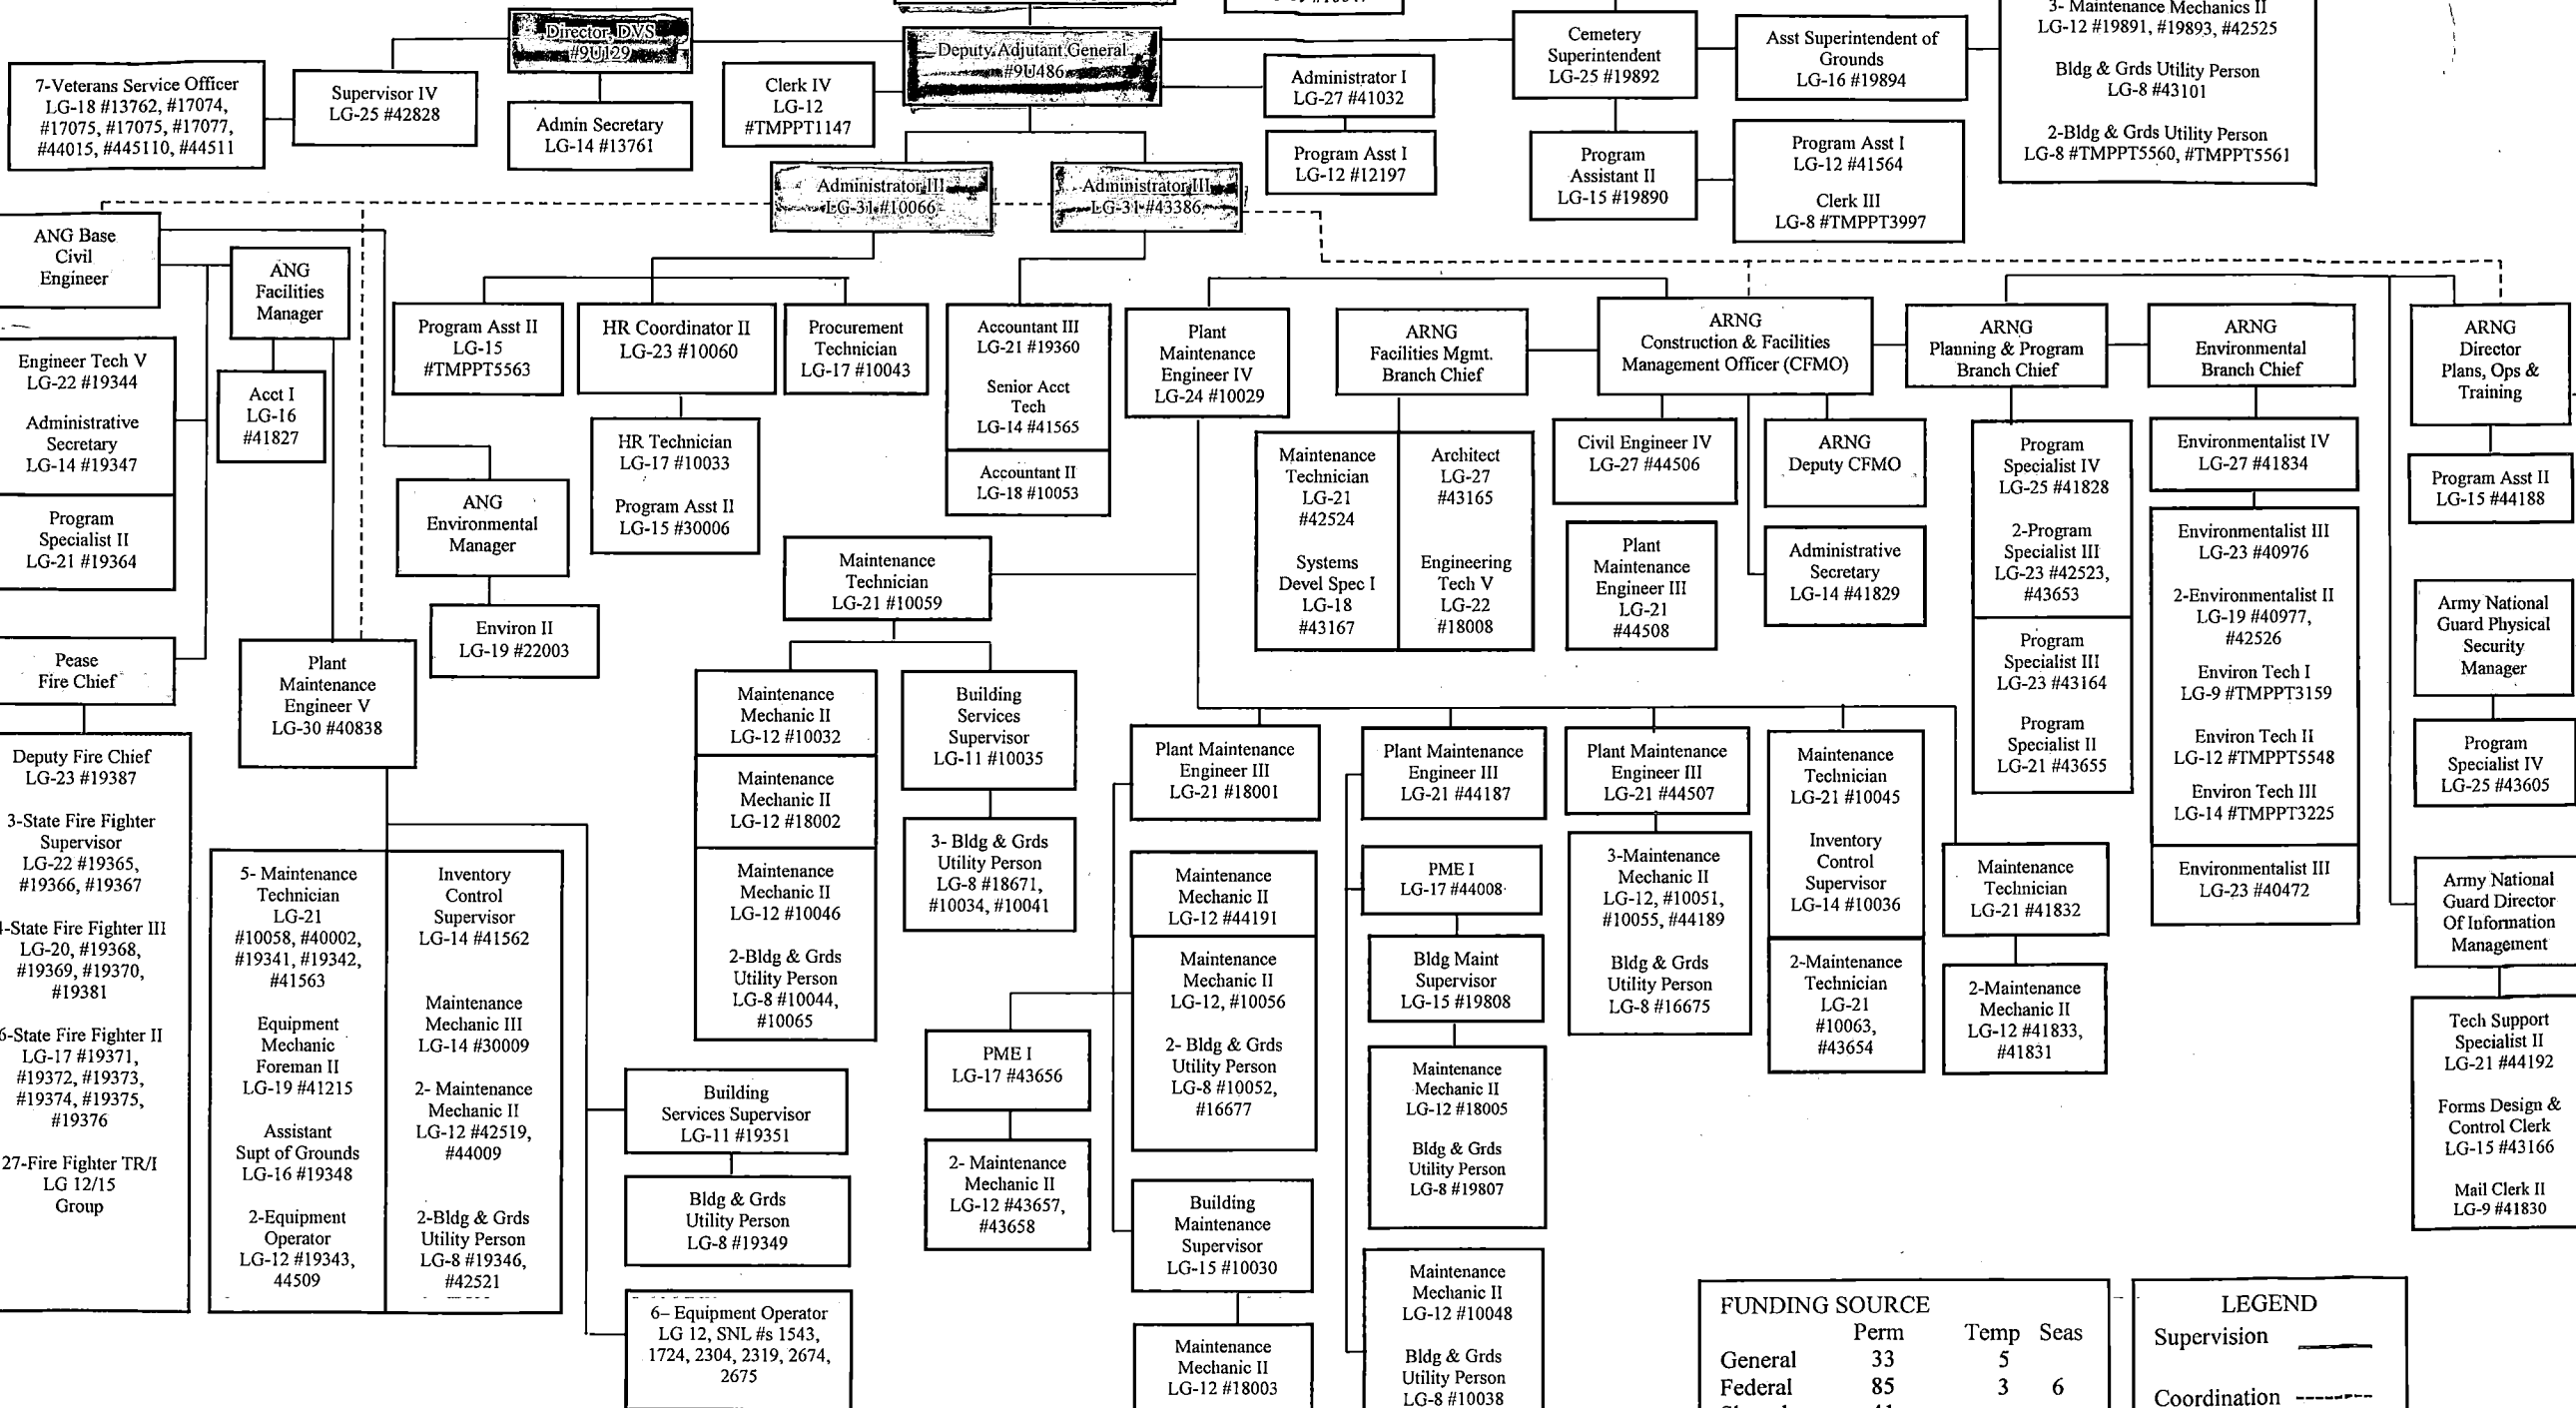 Director, DVS
#9U129
Deputy Adjutant General
#9U486
7-Veterans Service Officer
LG-18 #13762, #17074,
#17075, #17075, #17077,
#44015, #445110, #44511
Supervisor IV
LG-25 #42828
Admin Secretary
LG-14 #13761
Clerk IV
LG-12
#TMPPT1147
Administrator I
LG-27 #41032
Program Asst I
LG-12 #12197
Cemetery
Superintendent
LG-25 #19892
Asst Superintendent of
Grounds
LG-16 #19894
3- Maintenance Mechanics II
LG-12 #19891, #19893, #42525
Bldg & Grds Utility Person
LG-8 #43101
2-Bldg & Grds Utility Person
LG-8 #TMPPT5560, #TMPPT5561
Program
Assistant II
LG-15 #19890
Program Asst I
LG-12 #41564
Clerk III
LG-8 #TMPPT3997
Administrator III
LG-31 #10066
Administrator III
LG-31 #43386
ANG Base
Civil
Engineer
ANG
Facilities
Manager
Engineer Tech V
LG-22 #19344
Administrative
Secretary
LG-14 #19347
Program
Specialist II
LG-21 #19364
Acct I
LG-16
#41827
Program Asst II
LG-15
#TMPPT5563
HR Coordinator II
LG-23 #10060
Procurement
Technician
LG-17 #10043
HR Technician
LG-17 #10033
Program Asst II
LG-15 #30006
Accountant III
LG-21 #19360
Senior Acct
Tech
LG-14 #41565
Accountant II
LG-18 #10053
Plant
Maintenance
Engineer IV
LG-24 #10029
ARNG
Facilities Mgmt.
Branch Chief
ARNG
Construction & Facilities
Management Officer (CFMO)
ARNG
Planning & Program
Branch Chief
ARNG
Environmental
Branch Chief
ARNG
Director
Plans, Ops &
Training
Maintenance
Technician
LG-21
#42524
Systems
Devel Spec I
LG-18
#43167
Architect
LG-27
#43165
Engineering
Tech V
LG-22
#18008
Civil Engineer IV
LG-27 #44506
ARNG
Deputy CFMO
Plant
Maintenance
Engineer III
LG-21
#44508
Administrative
Secretary
LG-14 #41829
Program
Specialist IV
LG-25 #41828
2-Program
Specialist III
LG-23 #42523,
#43653
Program
Specialist III
LG-23 #43164
Program
Specialist II
LG-21 #43655
Environmentalist IV
LG-27 #41834
Environmentalist III
LG-23 #40976
2-Environmentalist II
LG-19 #40977,
#42526
Environ Tech I
LG-9 #TMPPT3159
Environ Tech II
LG-12 #TMPPT5548
Environ Tech III
LG-14 #TMPPT3225
Environmentalist III
LG-23 #40472
Program Asst II
LG-15 #44188
Army National
Guard Physical
Security
Manager
Program
Specialist IV
LG-25 #43605
Army National
Guard Director
Of Information
Management
Tech Support
Specialist II
LG-21 #44192
Forms Design &
Control Clerk
LG-15 #43166
Mail Clerk II
LG-9 #41830
ANG
Environmental
Manager
Environ II
LG-19 #22003
Pease
Fire Chief
Plant
Maintenance
Engineer V
LG-30 #40838
Deputy Fire Chief
LG-23 #19387
3-State Fire Fighter
Supervisor
LG-22 #19365,
#19366, #19367
-State Fire Fighter III
LG-20, #19368,
#19369, #19370,
#19381
6-State Fire Fighter II
LG-17 #19371,
#19372, #19373,
#19374, #19375,
#19376
27-Fire Fighter TR/I
LG 12/15
Group
5- Maintenance
Technician
LG-21
#10058, #40002,
#19341, #19342,
#41563
Equipment
Mechanic
Foreman II
LG-19 #41215
Assistant
Supt of Grounds
LG-16 #19348
2-Equipment
Operator
LG-12 #19343,
44509
Inventory
Control
Supervisor
LG-14 #41562
Maintenance
Mechanic III
LG-14 #30009
2- Maintenance
Mechanic II
LG-12 #42519,
#44009
2-Bldg & Grds
Utility Person
LG-8 #19346,
#42521
Building
Services Supervisor
LG-11 #19351
Bldg & Grds
Utility Person
LG-8 #19349
6– Equipment Operator
LG 12, SNL #s 1543,
1724, 2304, 2319, 2674,
2675
Maintenance
Technician
LG-21 #10059
Maintenance
Mechanic II
LG-12 #10032
Maintenance
Mechanic II
LG-12 #18002
Maintenance
Mechanic II
LG-12 #10046
2-Bldg & Grds
Utility Person
LG-8 #10044,
#10065
Building
Services
Supervisor
LG-11 #10035
3- Bldg & Grds
Utility Person
LG-8 #18671,
#10034, #10041
PME I
LG-17 #43656
2- Maintenance
Mechanic II
LG-12 #43657,
#43658
Plant Maintenance
Engineer III
LG-21 #18001
Maintenance
Mechanic II
LG-12 #44191
Maintenance
Mechanic II
LG-12, #10056
2- Bldg & Grds
Utility Person
LG-8 #10052,
#16677
Building
Maintenance
Supervisor
LG-15 #10030
Maintenance
Mechanic II
LG-12 #18003
Plant Maintenance
Engineer III
LG-21 #44187
PME I
LG-17 #44008
Bldg Maint
Supervisor
LG-15 #19808
Maintenance
Mechanic II
LG-12 #18005
Bldg & Grds
Utility Person
LG-8 #19807
Maintenance
Mechanic II
LG-12 #10048
Bldg & Grds
Utility Person
LG-8 #10038
Plant Maintenance
Engineer III
LG-21 #44507
3-Maintenance
Mechanic II
LG-12, #10051,
#10055, #44189
Bldg & Grds
Utility Person
LG-8 #16675
Maintenance
Technician
LG-21 #10045
Inventory
Control
Supervisor
LG-14 #10036
2-Maintenance
Technician
LG-21
#10063,
#43654
Maintenance
Technician
LG-21 #41832
2-Maintenance
Mechanic II
LG-12 #41833,
#41831
FUNDING SOURCE
Perm Temp Seas
General 33 5
Federal 85 3 6
LEGEND
Supervision
Coordination